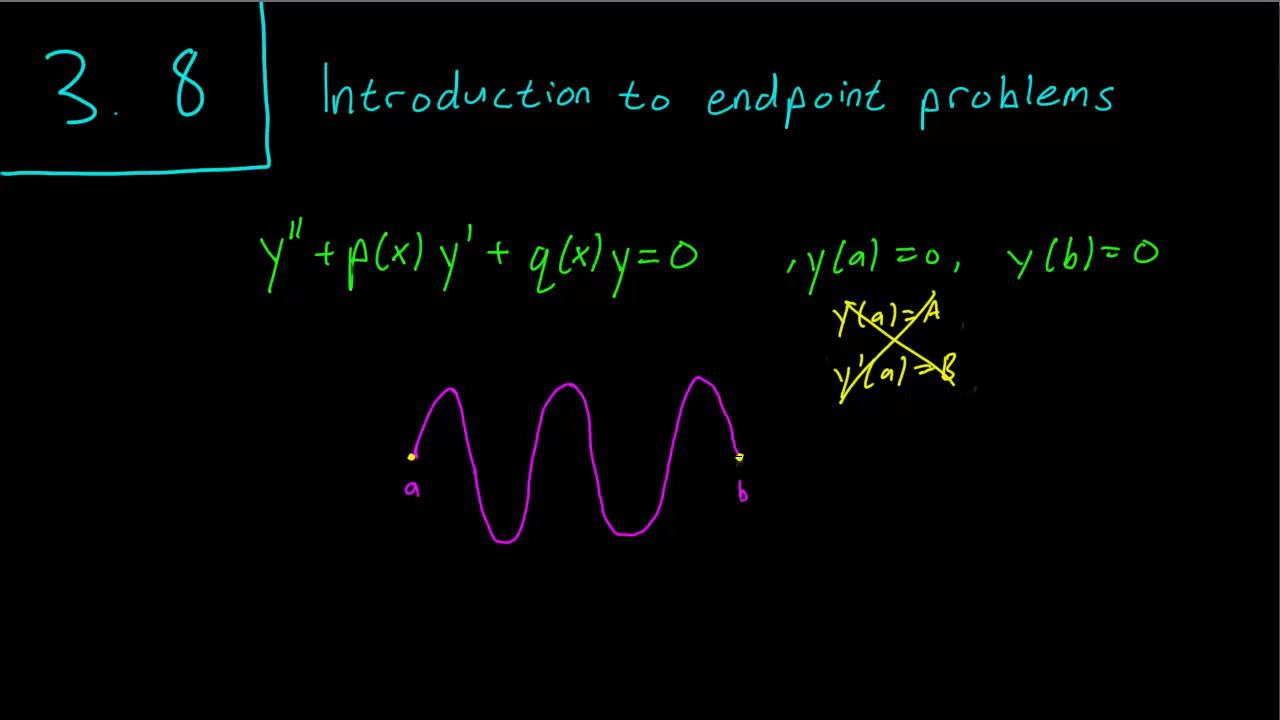 3. 8
Introduction to endpoint problems
y'' + p(x) y' + q(x) y = 0 , y(a) = 0, y(b) = 0
y(a) = A
y'(a) = B
a b